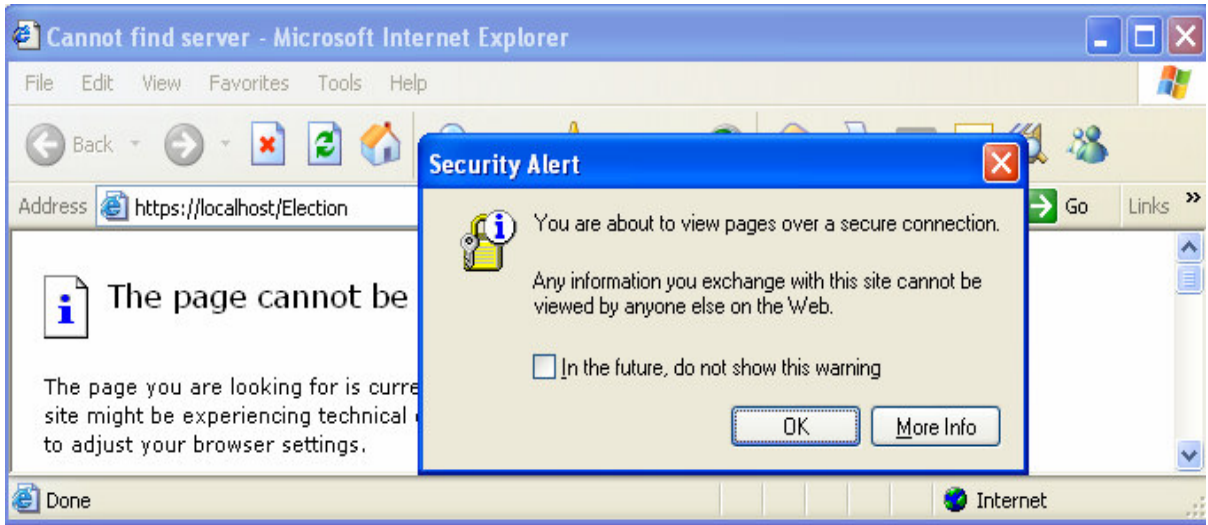 Cannot find server - Microsoft Internet Explorer
File Edit View Favorites Tools Help
Back
Security Alert
Address https://localhost/Election Go Links »
You are about to view pages over a secure connection.
Any information you exchange with this site cannot be
viewed by anyone else on the Web.
In the future, do not show this warning
OK More Info
The page cannot be
The page you are looking for is curre
site might be experiencing technical
to adjust your browser settings.
Done Internet